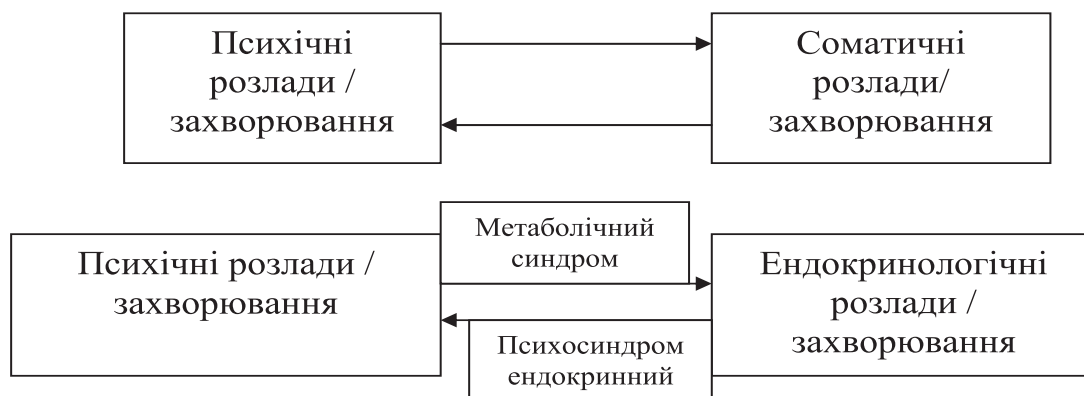 Психічні
розлади /
захворювання
Соматичні
розлади/
захворювання
Метаболічний
синдром
Психічні розлади /
захворювання
Ендокринологічні
розлади /
захворювання
Психосиндром
ендокринний